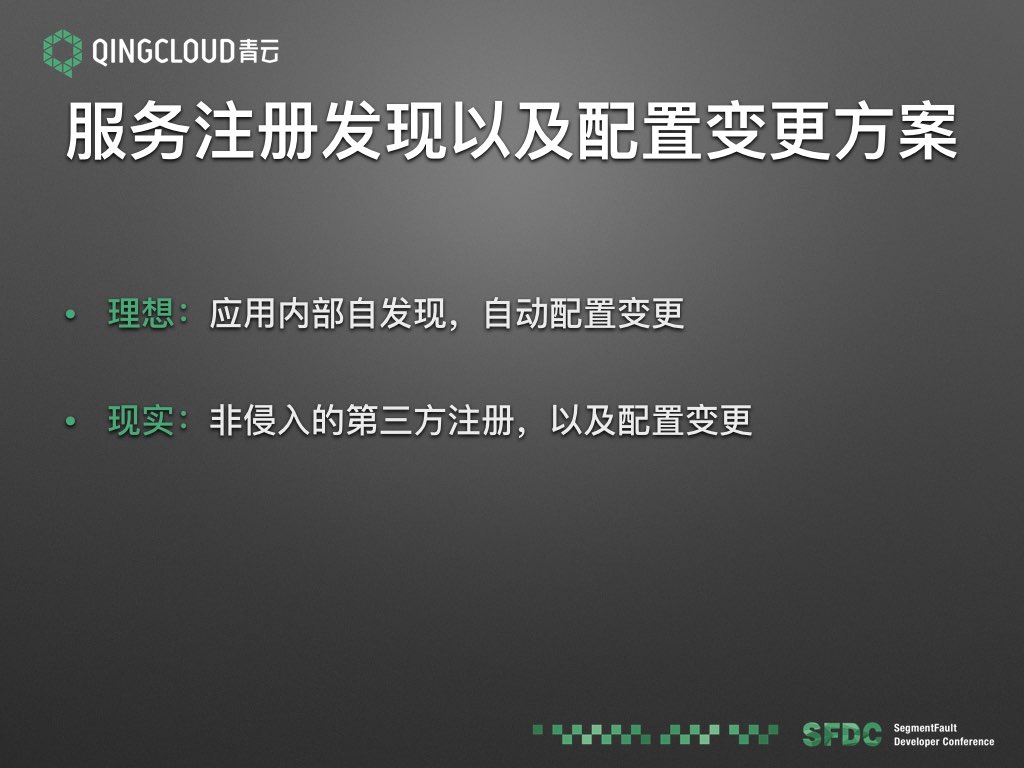 QINGCLOUD青云
服务注册发现以及配置变更方案
• 理想：应用内部自发现，自动配置变更
• 现实：非侵入的第三方注册，以及配置变更
SFDC
SegmentFault
Developer Conference